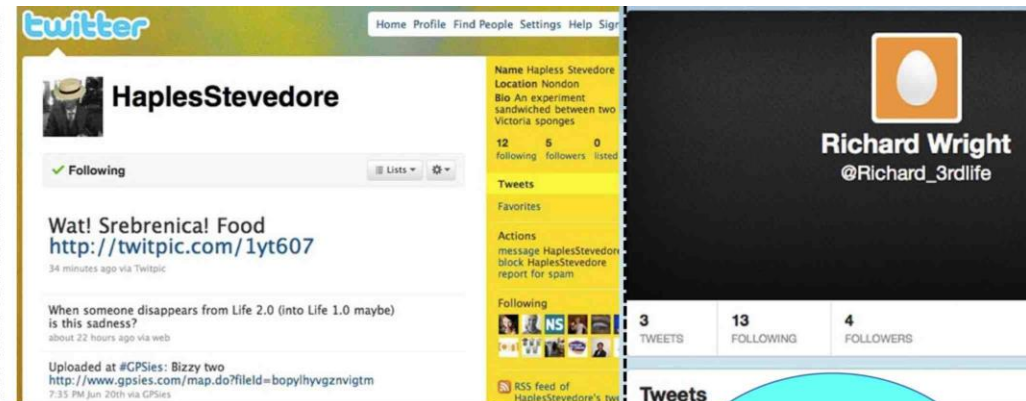 twitter
Home Profile Find People Settings Help Sign
HaplesStevedore
Following
Lists
Wat! Srebrenica! Food
http://twitpic.com/1yt607
34 minutes ago via Twitpic
When someone disappears from Life 2.0 (into Life 1.0 maybe)
is this sadness?
about 22 hours ago via web
Uploaded at #GPSies: Bizzy two
http://www.gpsies.com/map.do?fileId=bopylhyvgznvigtm
7:35 PM Jun 20th via GPSies
Name Hapless Stevedore
Location Nondon
Bio An experiment
sandwiched between two
Victoria sponges
12 5 0
following followers listed
Tweets
Favorites
Actions
message HaplesStevedore
block HaplesStevedore
report for spam
Following
NS
RSS feed of
HaplesStevedore's
Richard Wright
@Richard_3rdlife
3 13 4
TWEETS FOLLOWING FOLLOWERS
Tweets